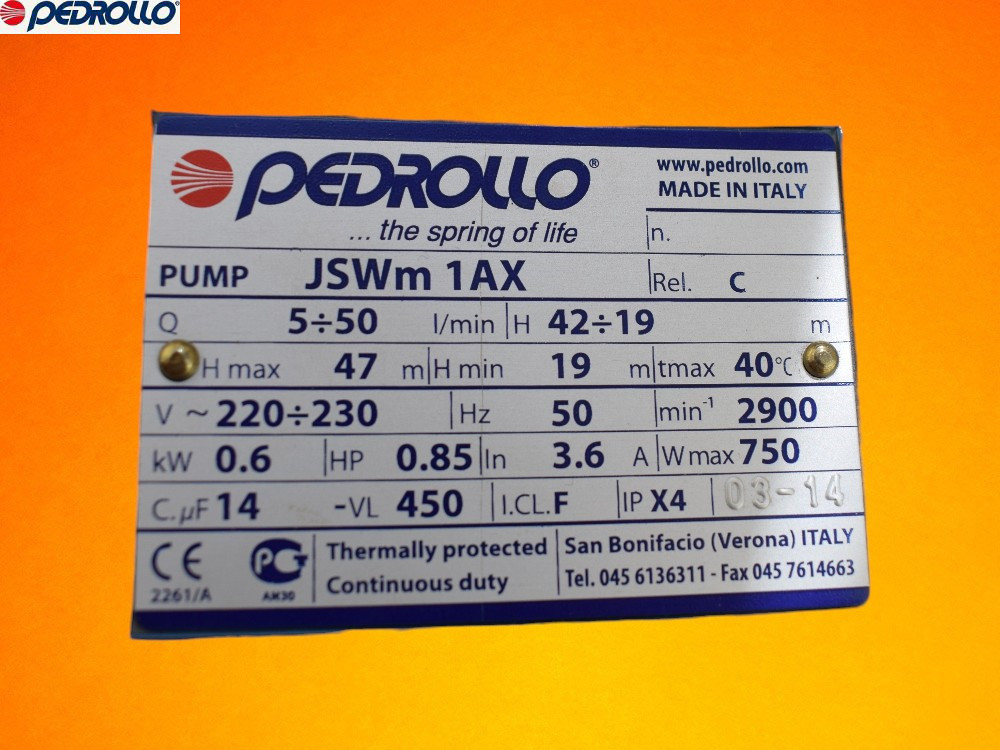 PEDROLLO®
PEDROLLO®
www.pedrollo.com
MADE IN ITALY
... the spring of life
n.
PUMP JSWm 1AX Rel. C
Q 5÷50 l/min H 42÷19 m
H max 47 m H min 19 m tmax 40°C
V ~ 220÷230 Hz 50 min⁻¹ 2900
kW 0.6 HP 0.85 In 3.6 A W max 750
C.µF 14 -VL 450 I.CL. F IP X4 03-14
CE PG Thermally protected San Bonifacio (Verona) ITALY
2261/A АИ30 Continuous duty Tel. 045 6136311 - Fax 045 7614663